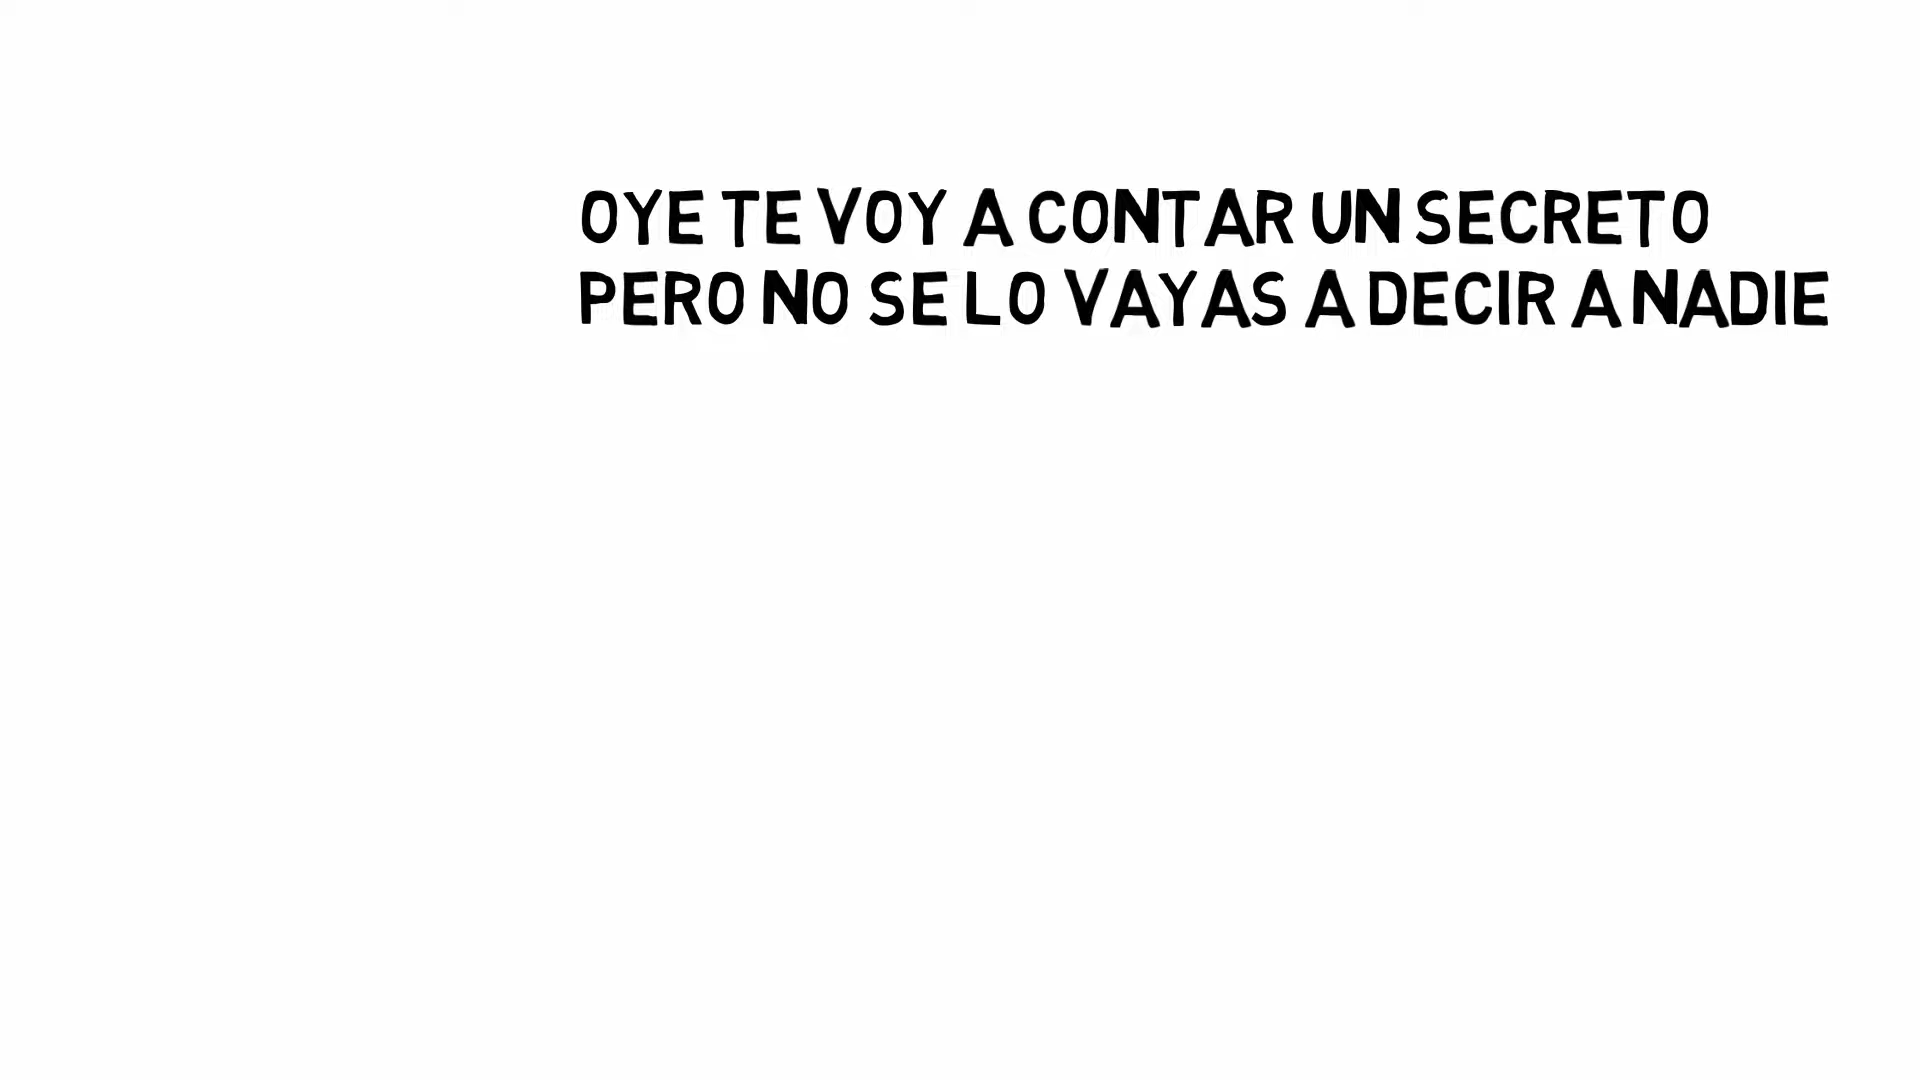 OYE TE VOY A CONTAR UN SECRETO
PERO NO SE LO VAYAS A DECIR A NADIE